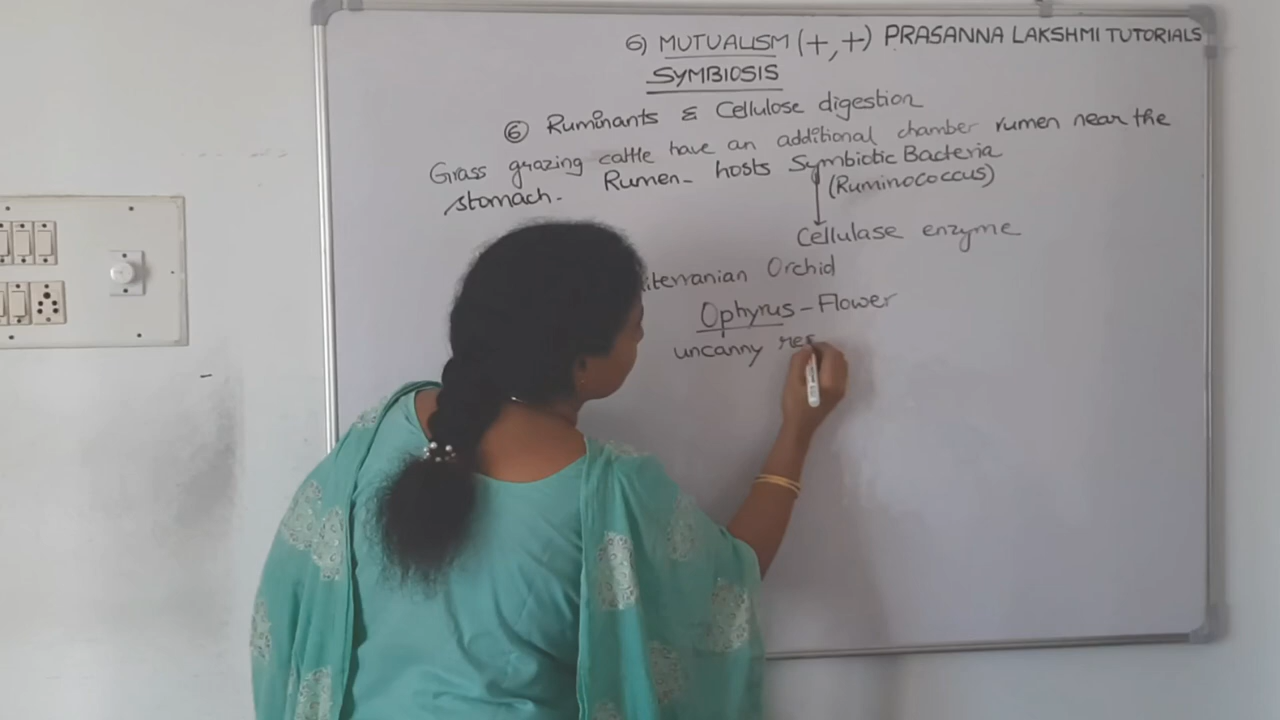 6) MUTUALISM (+,+) PRASANNA LAKSHMI TUTORIALS
SYMBIOSIS
⑥ Ruminants & Cellulose digestion
Grass grazing cattle have an additional chamber rumen near the
stomach. Rumen- hosts Symbiotic Bacteria
(Ruminococcus)
Cellulase enzyme
iterranian Orchid
Ophyrus - Flower
uncanny res